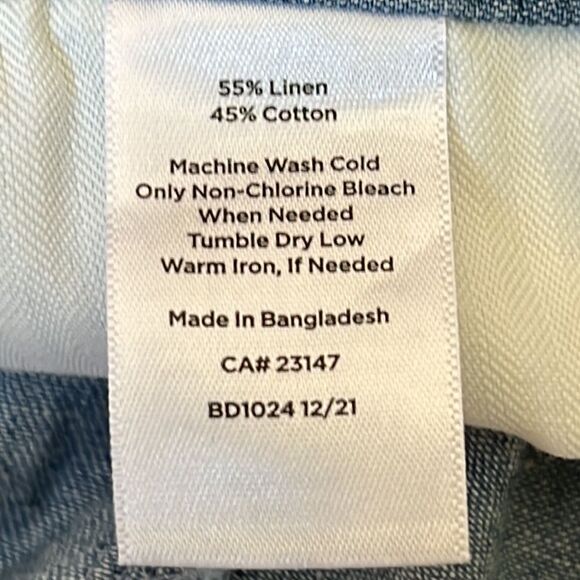 55% Linen
45% Cotton
Machine Wash Cold
Only Non-Chlorine Bleach
When Needed
Tumble Dry Low
Warm Iron, If Needed
Made In Bangladesh
CA# 23147
BD1024 12/21